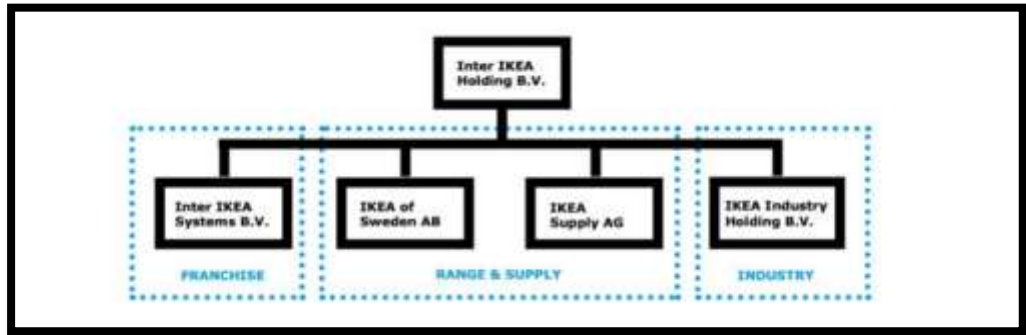 Inter IKEA
Holding B.V.
Inter IKEA
Systems B.V.
IKEA of
Sweden AB
IKEA
Supply AG
IKEA Industry
Holding B.V.
FRANCHISE
RANGE & SUPPLY
INDUSTRY